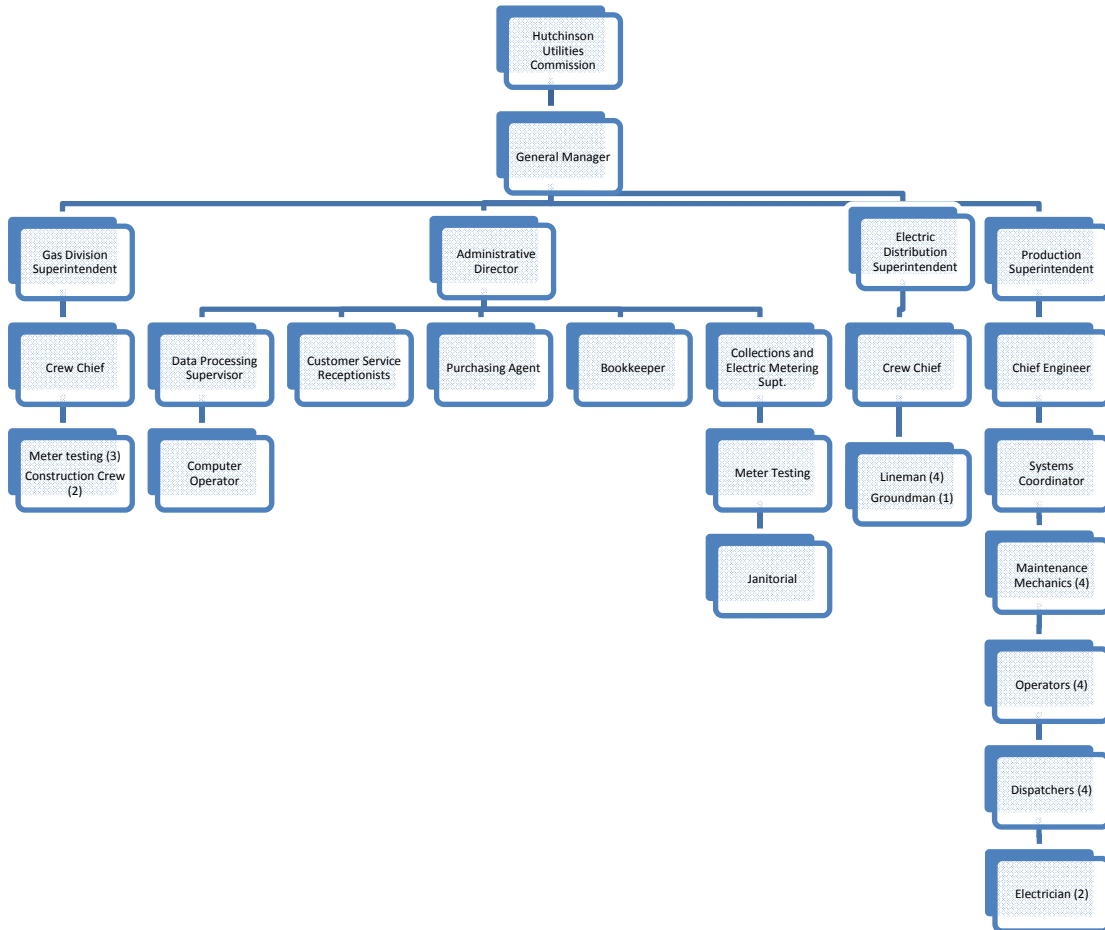 Hutchinson
Utilities
Commission
General Manager
Gas Division
Superintendent
Administrative
Director
Electric
Distribution
Superintendent
Production
Superintendent
Crew Chief
Data Processing
Supervisor
Customer Service
Receptionists
Purchasing Agent
Bookkeeper
Collections and
Electric Metering
Supt.
Crew Chief
Chief Engineer
Meter testing (3)
Construction Crew
(2)
Computer
Operator
Meter Testing
Lineman (4)
Groundman (1)
Systems
Coordinator
Janitorial
Maintenance
Mechanics (4)
Operators (4)
Dispatchers (4)
Electrician (2)